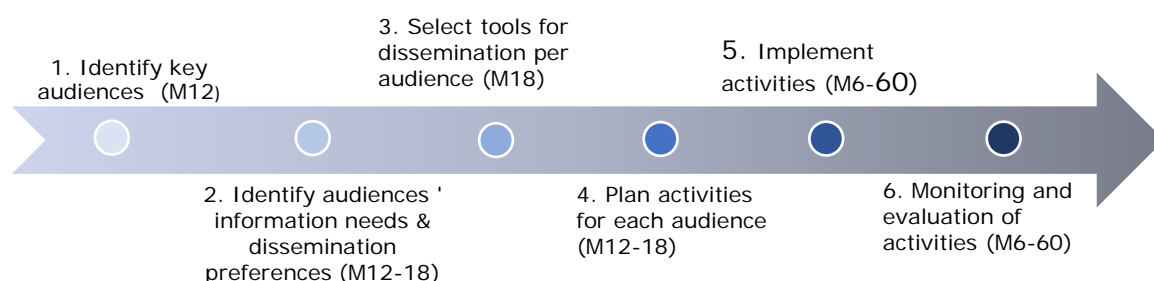 1. Identify key
audiences (M12)
2. Identify audiences '
information needs &
dissemination
preferences (M12-18)
3. Select tools for
dissemination per
audience (M18)
4. Plan activities
for each audience
(M12-18)
5. Implement
activities (M6-60)
6. Monitoring and
evaluation of
activities (M6-60)